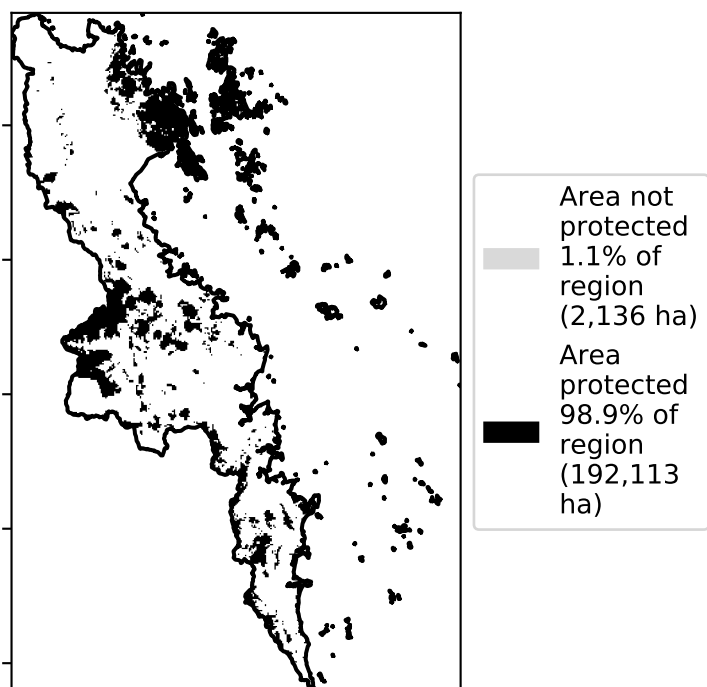 Area not
protected
1.1% of
region
(2,136 ha)
Area
protected
98.9% of
region
(192,113
ha)